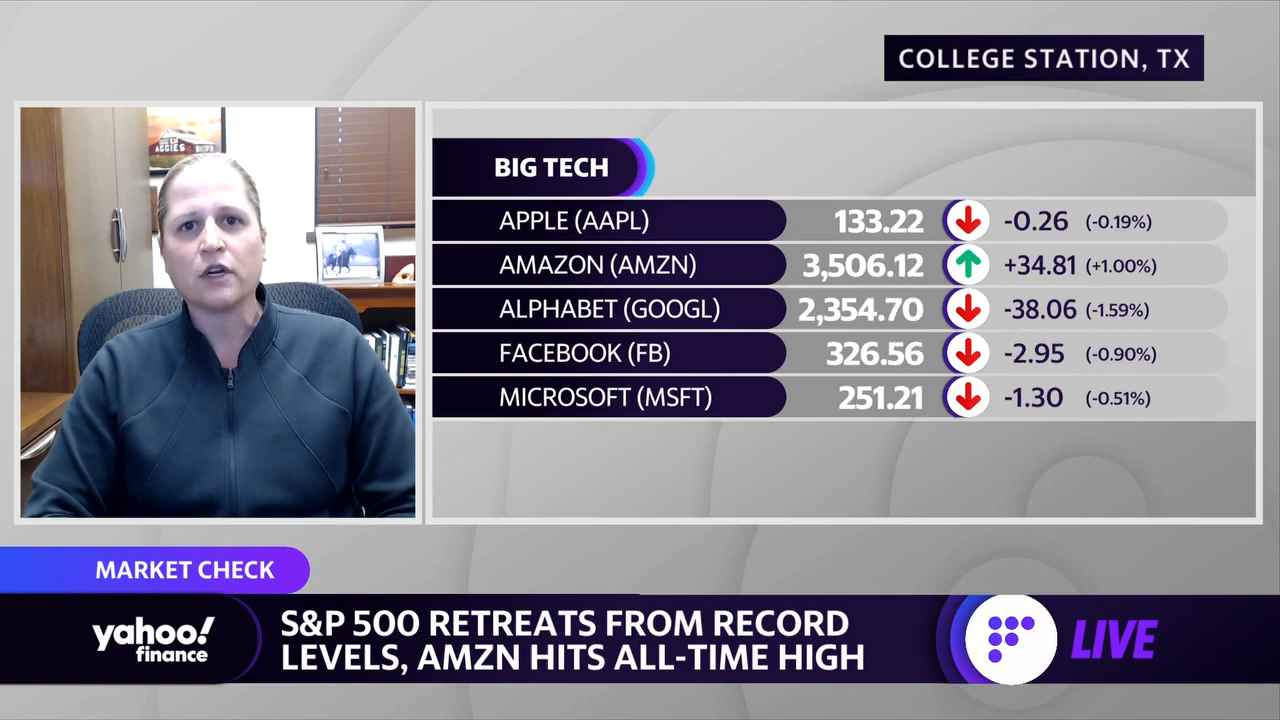 COLLEGE STATION, TX
AGGIES
BIG TECH
APPLE (AAPL) 133.22 -0.26 (-0.19%)
AMAZON (AMZN) 3,506.12 +34.81 (+1.00%)
ALPHABET (GOOGL) 2,354.70 -38.06 (-1.59%)
FACEBOOK (FB) 326.56 -2.95 (-0.90%)
MICROSOFT (MSFT) 251.21 -1.30 (-0.51%)
MARKET CHECK
yahoo!
finance
S&P 500 RETREATS FROM RECORD
LEVELS, AMZN HITS ALL-TIME HIGH
LIVE